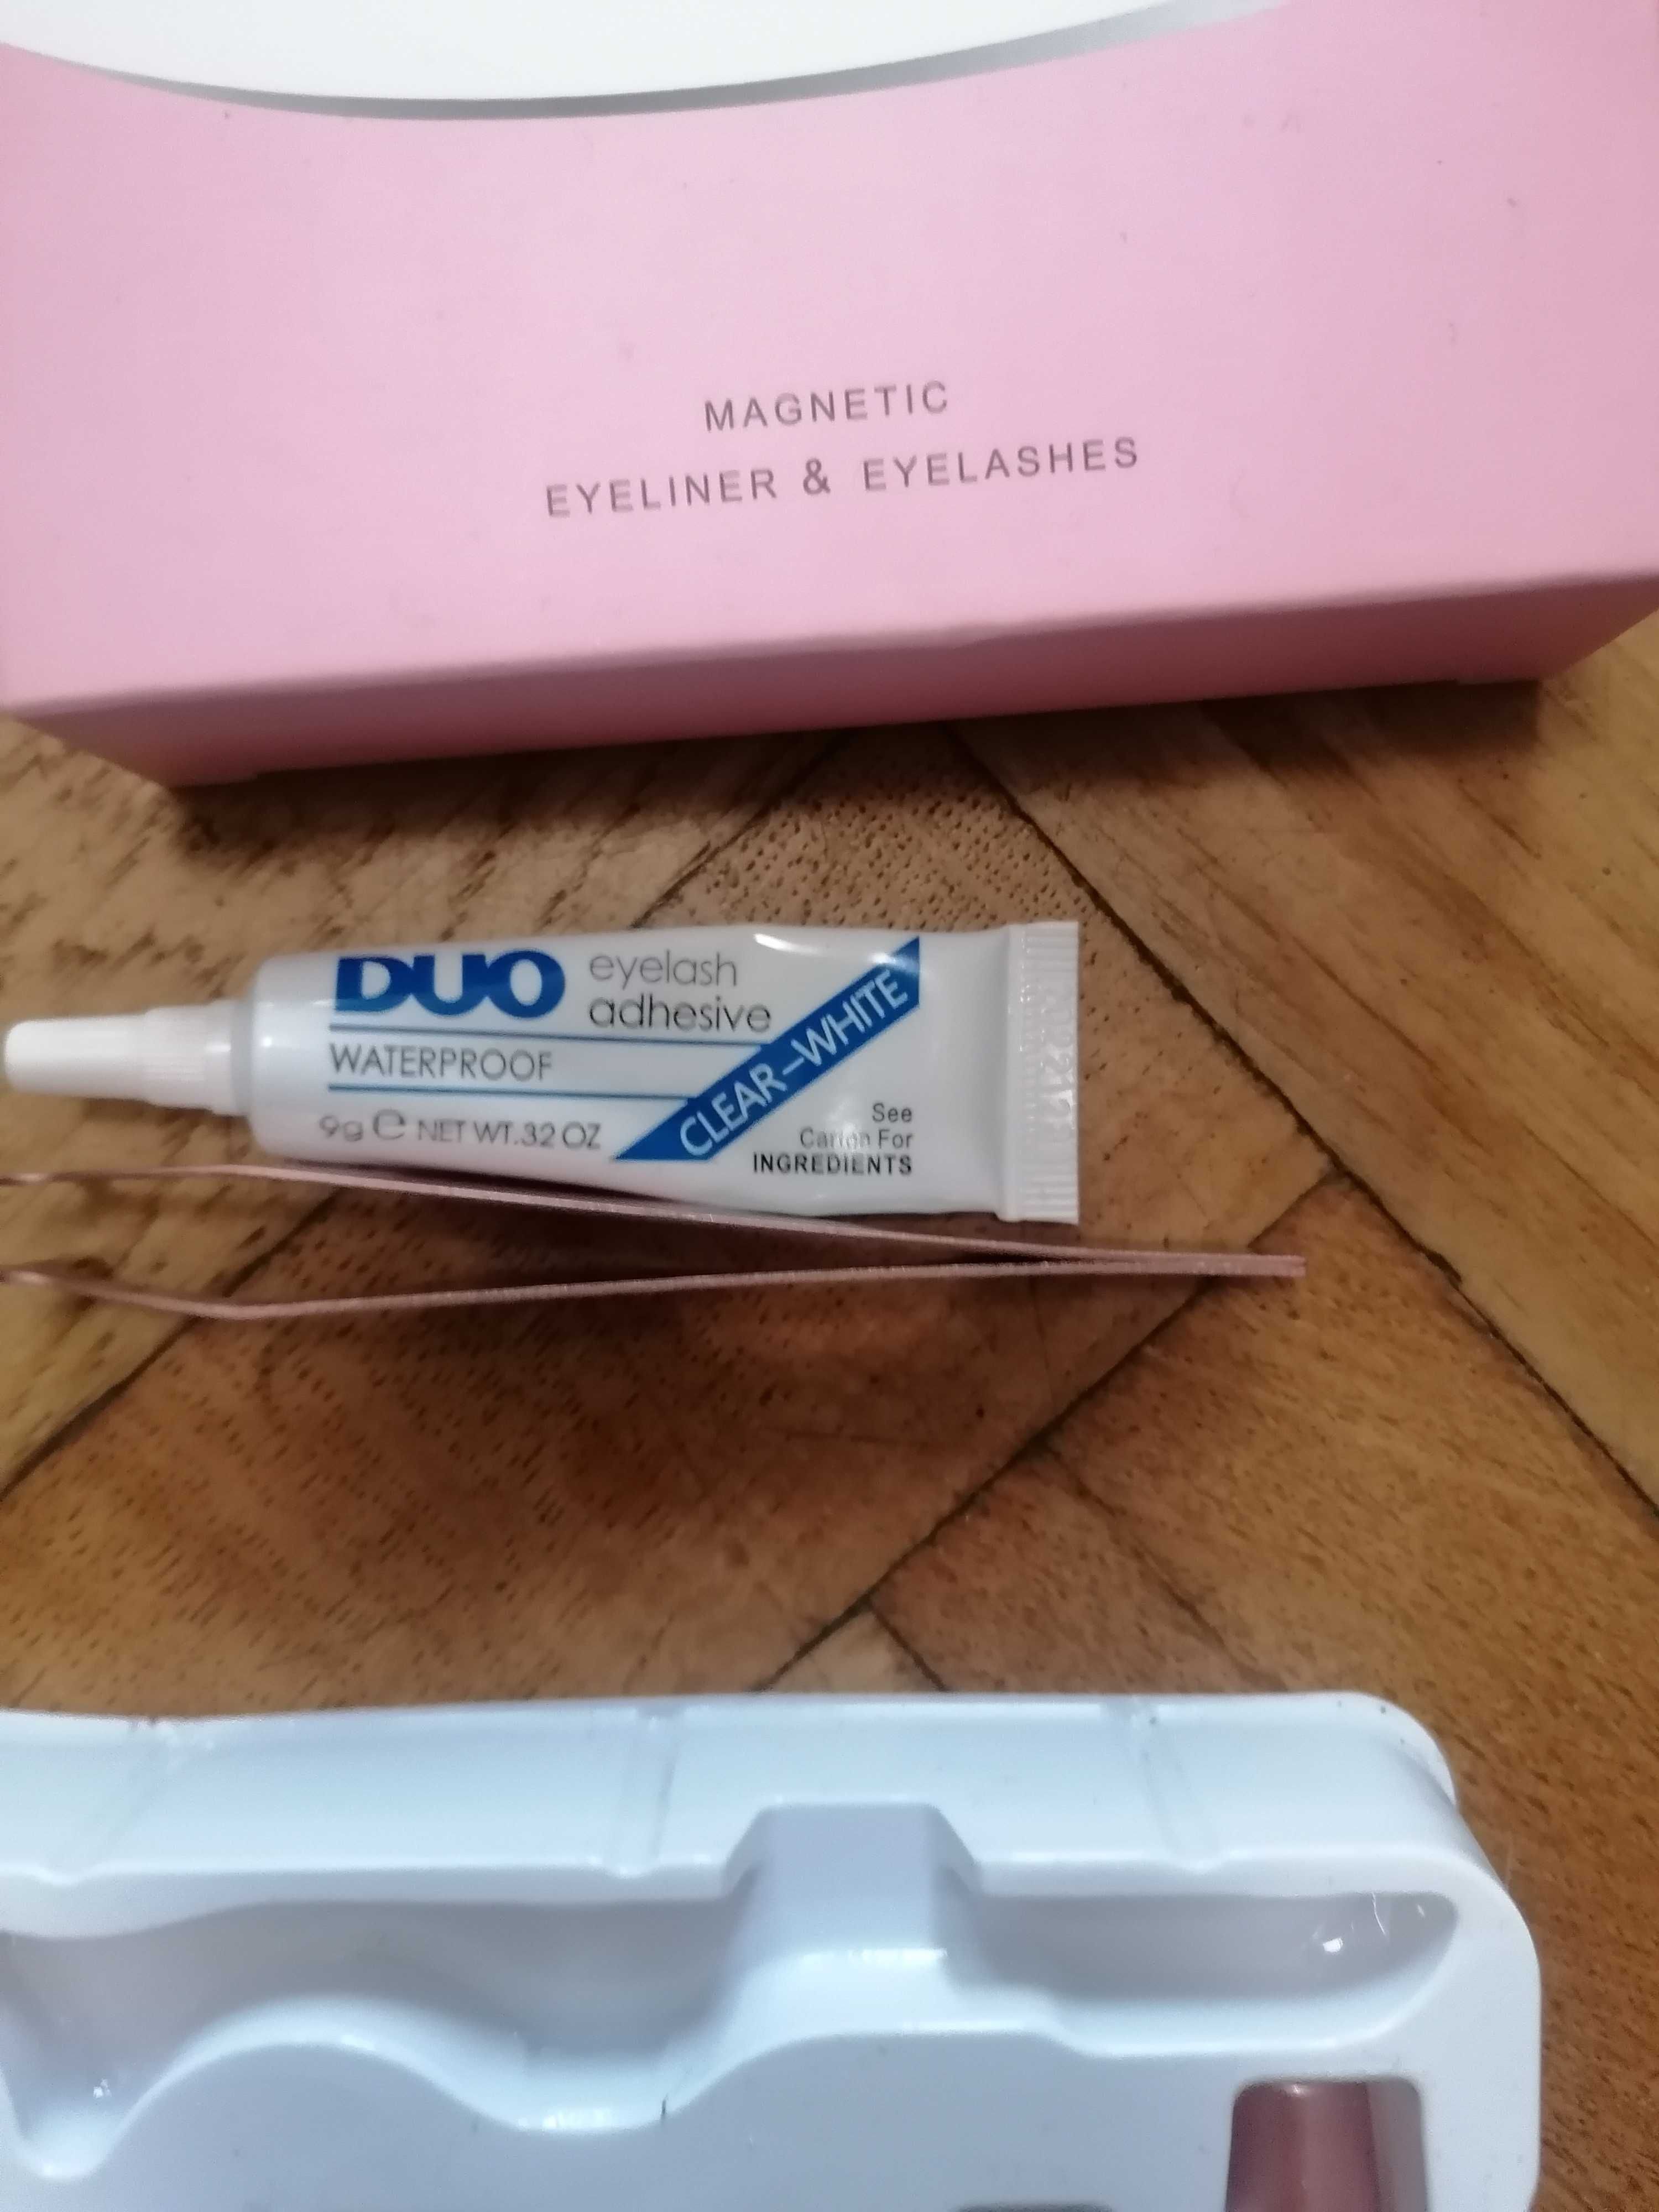 MAGNETIC
EYELINER & EYELASHES
DUO eyelash
adhesive
WATERPROOF
9g ℮ NET WT.32 OZ
CLEAR-WHITE
See
Carton For
INGREDIENTS